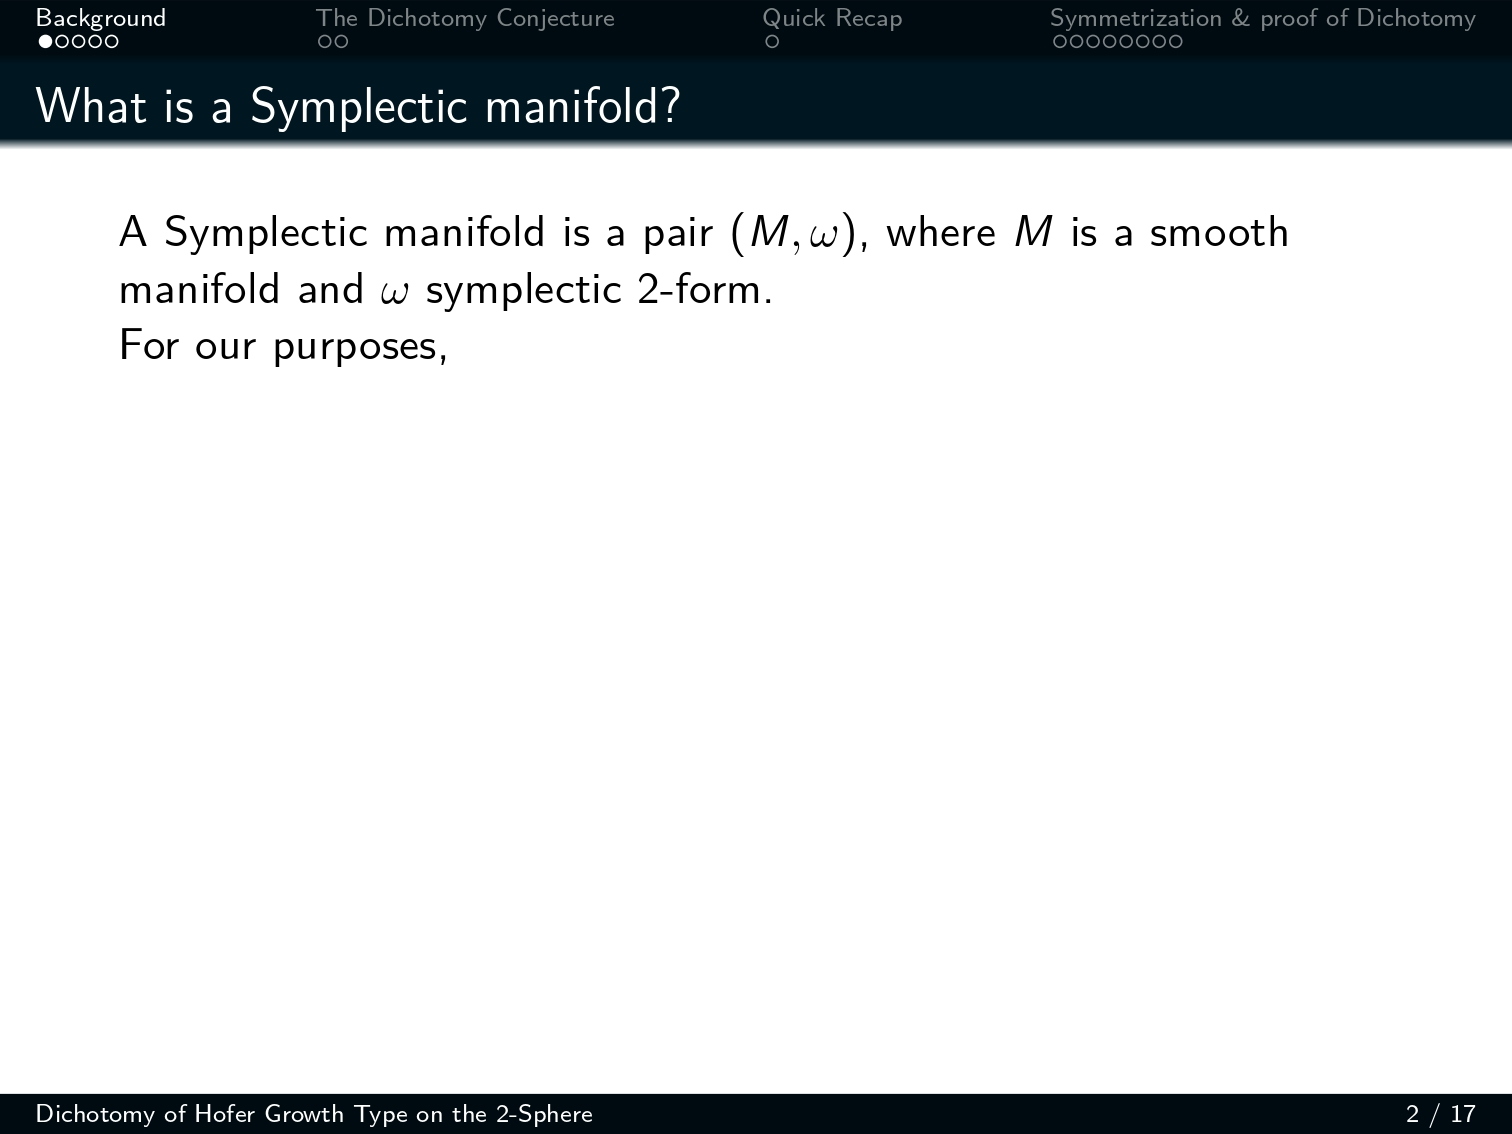 Background
The Dichotomy Conjecture
Quick Recap
Symmetrization & proof of Dichotomy
What is a Symplectic manifold?
A Symplectic manifold is a pair (M, ω), where M is a smooth
manifold and ω symplectic 2-form.
For our purposes,
Dichotomy of Hofer Growth Type on the 2-Sphere
2 / 17